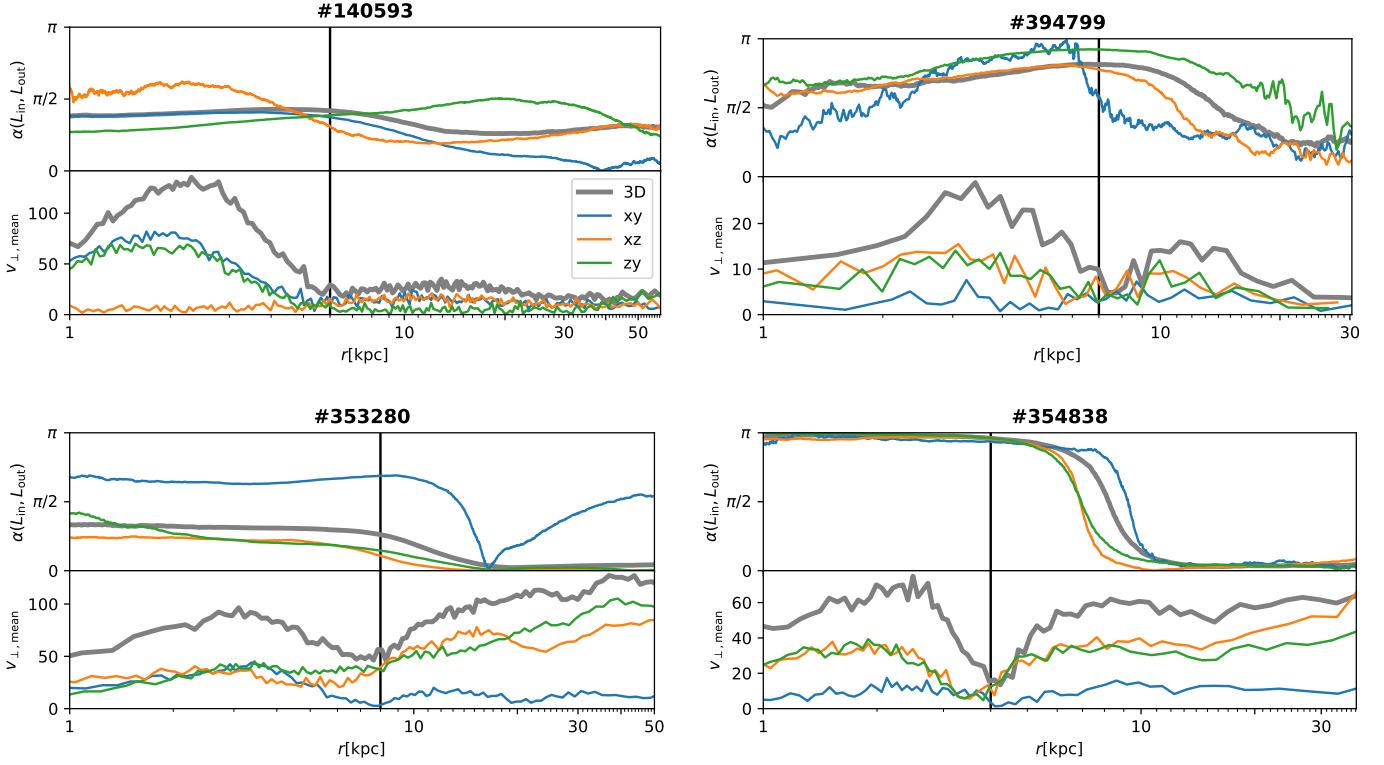 #140593
π
π/2
0
α(L_in, L_out)
100
50
0
v_⊥,mean
3D
xy
xz
zy
1
10
30
50
r[kpc]
#394799
π
π/2
0
α(L_in, L_out)
20
10
0
v_⊥,mean
1
10
30
r[kpc]
#353280
π
π/2
0
α(L_in, L_out)
100
50
0
v_⊥,mean
1
10
30
50
r[kpc]
#354838
π
π/2
0
α(L_in, L_out)
60
40
20
0
v_⊥,mean
1
10
30
r[kpc]